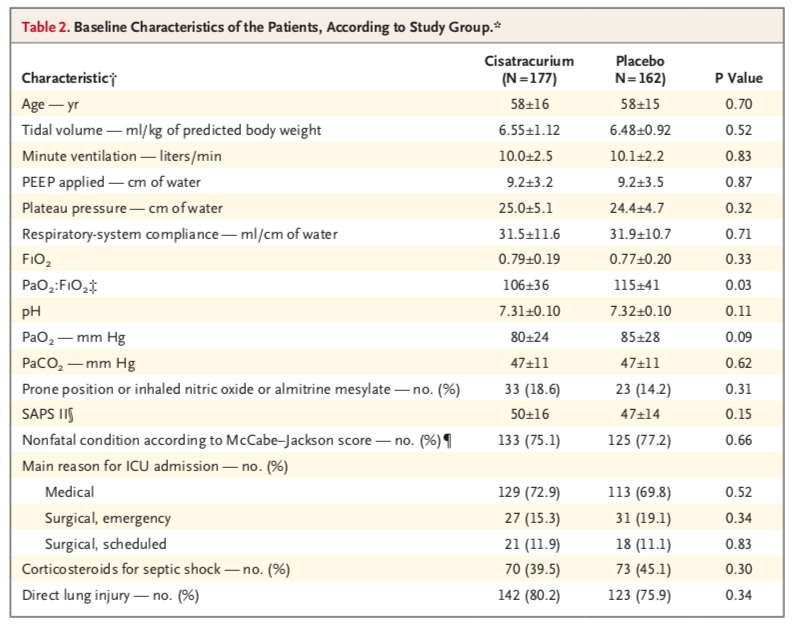 Table 2. Baseline Characteristics of the Patients, According to Study Group.*
Characteristic† Cisatracurium (N=177) Placebo N=162) P Value
Age — yr 58±16 58±15 0.70
Tidal volume — ml/kg of predicted body weight 6.55±1.12 6.48±0.92 0.52
Minute ventilation — liters/min 10.0±2.5 10.1±2.2 0.83
PEEP applied — cm of water 9.2±3.2 9.2±3.5 0.87
Plateau pressure — cm of water 25.0±5.1 24.4±4.7 0.32
Respiratory-system compliance — ml/cm of water 31.5±11.6 31.9±10.7 0.71
FIO₂ 0.79±0.19 0.77±0.20 0.33
PaO₂:FIO₂‡ 106±36 115±41 0.03
pH 7.31±0.10 7.32±0.10 0.11
PaO₂ — mm Hg 80±24 85±28 0.09
PaCO₂ — mm Hg 47±11 47±11 0.62
Prone position or inhaled nitric oxide or almitrine mesylate — no. (%) 33 (18.6) 23 (14.2) 0.31
SAPS II§ 50±16 47±14 0.15
Nonfatal condition according to McCabe–Jackson score — no. (%)¶ 133 (75.1) 125 (77.2) 0.66
Main reason for ICU admission — no. (%)
Medical 129 (72.9) 113 (69.8) 0.52
Surgical, emergency 27 (15.3) 31 (19.1) 0.34
Surgical, scheduled 21 (11.9) 18 (11.1) 0.83
Corticosteroids for septic shock — no. (%) 70 (39.5) 73 (45.1) 0.30
Direct lung injury — no. (%) 142 (80.2) 123 (75.9) 0.34